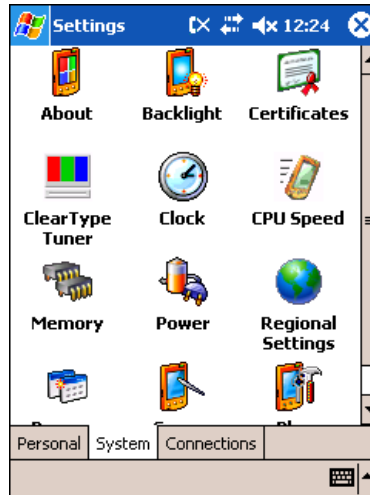 Settings 12:24
About Backlight Certificates
ClearType Tuner Clock CPU Speed
Memory Power Regional Settings
Personal System Connections